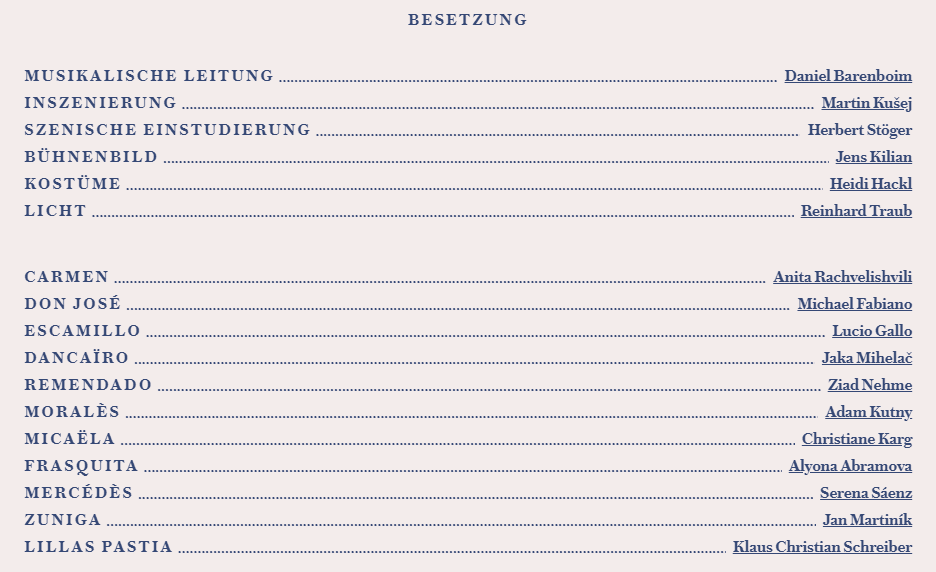 BESETZUNG
MUSIKALISCHE LEITUNG Daniel Barenboim
INSZENIERUNG Martin Kušej
SZENISCHE EINSTUDIERUNG Herbert Stöger
BÜHNENBILD Jens Kilian
KOSTÜME Heidi Hackl
LICHT Reinhard Traub
CARMEN Anita Rachvelishvili
DON JOSÉ Michael Fabiano
ESCAMILLO Lucio Gallo
DANCAÏRO Jaka Mihelač
REMENDADO Ziad Nehme
MORALÈS Adam Kutny
MICAËLA Christiane Karg
FRASQUITA Alyona Abramova
MERCÉDÈS Serena Sáenz
ZUNIGA Jan Martiník
LILLAS PASTIA Klaus Christian Schreiber